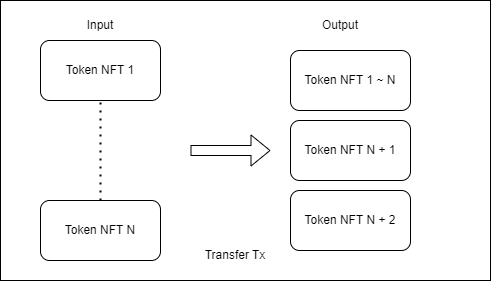 Input
Output
Token NFT 1
Token NFT 1 ~ N
Token NFT N + 1
Token NFT N
Token NFT N + 2
Transfer Tx